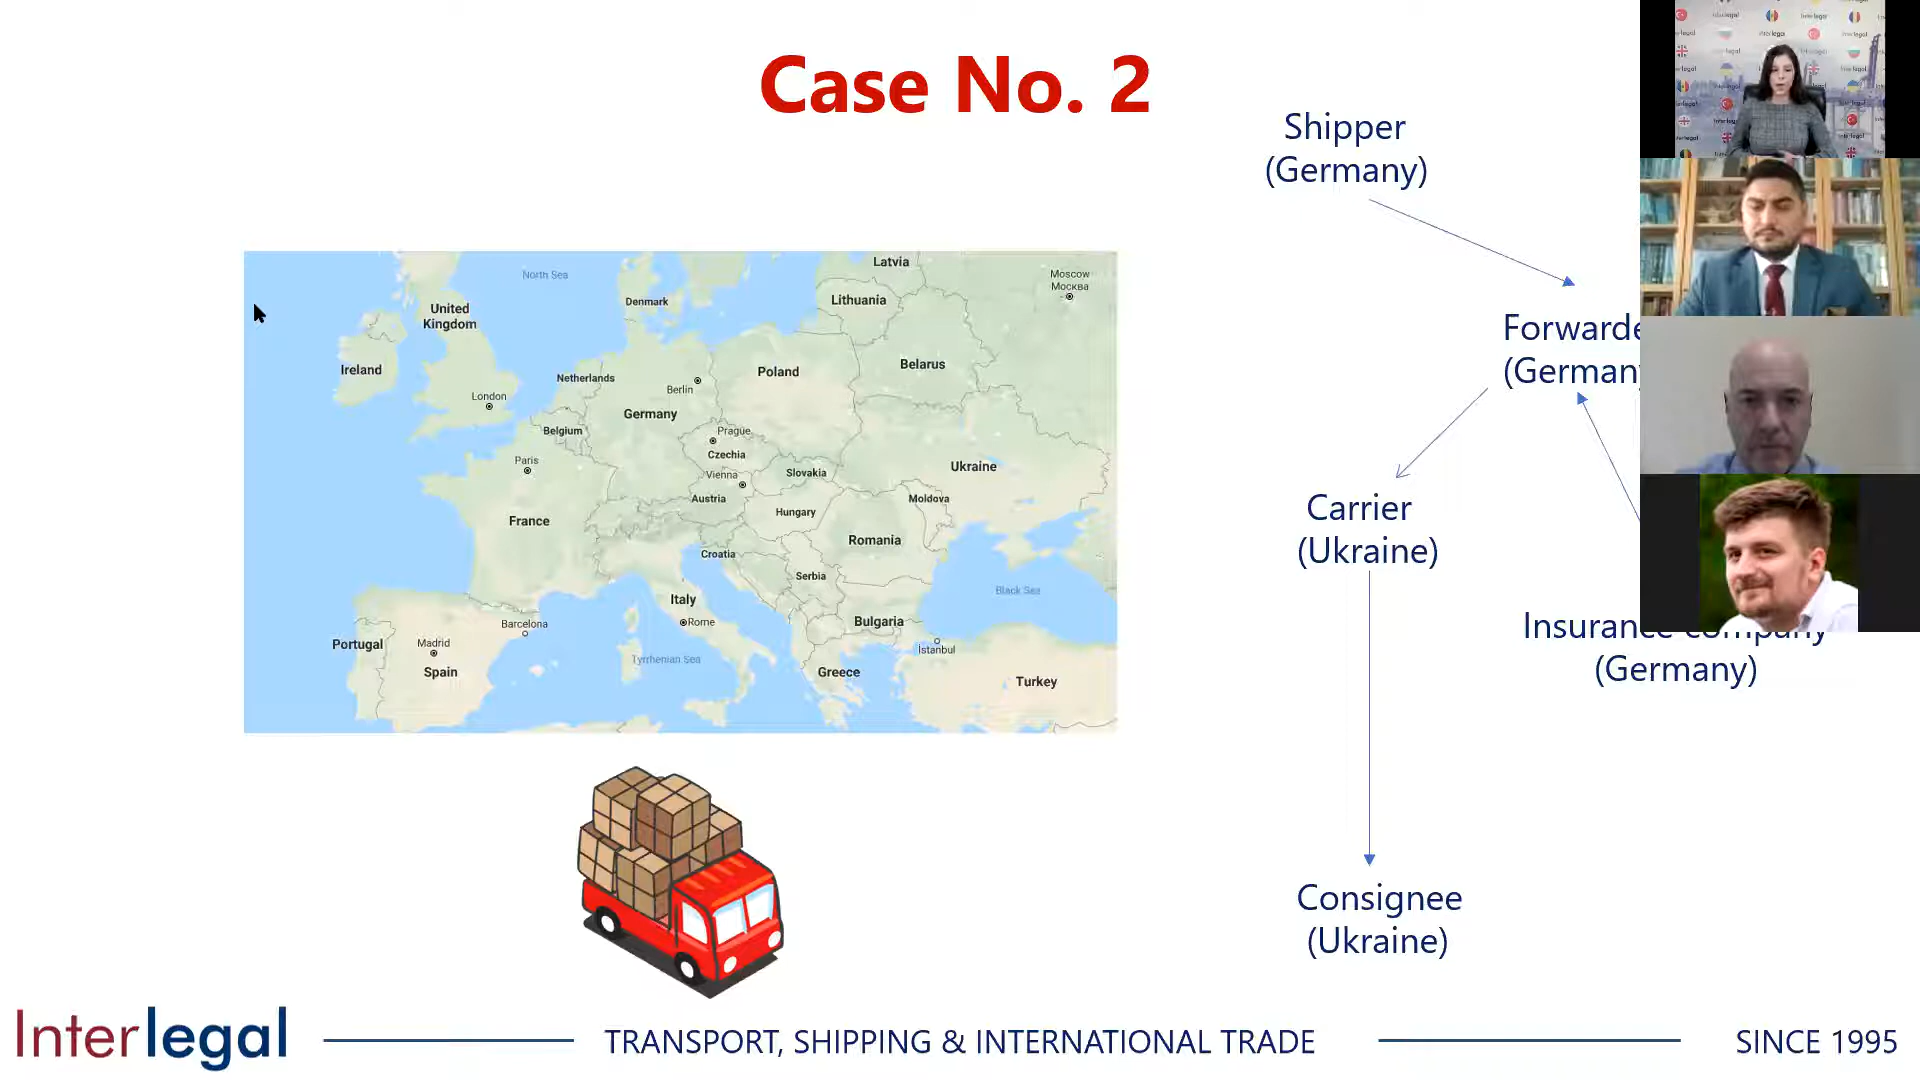 Case No. 2
Shipper
(Germany)
Forwarde
(German
Carrier
(Ukraine)
Insurance company
(Germany)
Consignee
(Ukraine)
North Sea
Latvia
Moscow
Москва
Denmark
Lithuania
United
Kingdom
Ireland
Netherlands
Berlin
Poland
Belarus
London
Germany
Belgium
Prague
Czechia
Paris
Vienna
Slovakia
Ukraine
Austria
Moldova
Hungary
France
Romania
Croatia
Serbia
Black Sea
Italy
Rome
Barcelona
Bulgaria
Portugal
Madrid
İstanbul
Spain
Tyrrhenian Sea
Greece
Turkey
Interlegal
TRANSPORT, SHIPPING & INTERNATIONAL TRADE
SINCE 1995